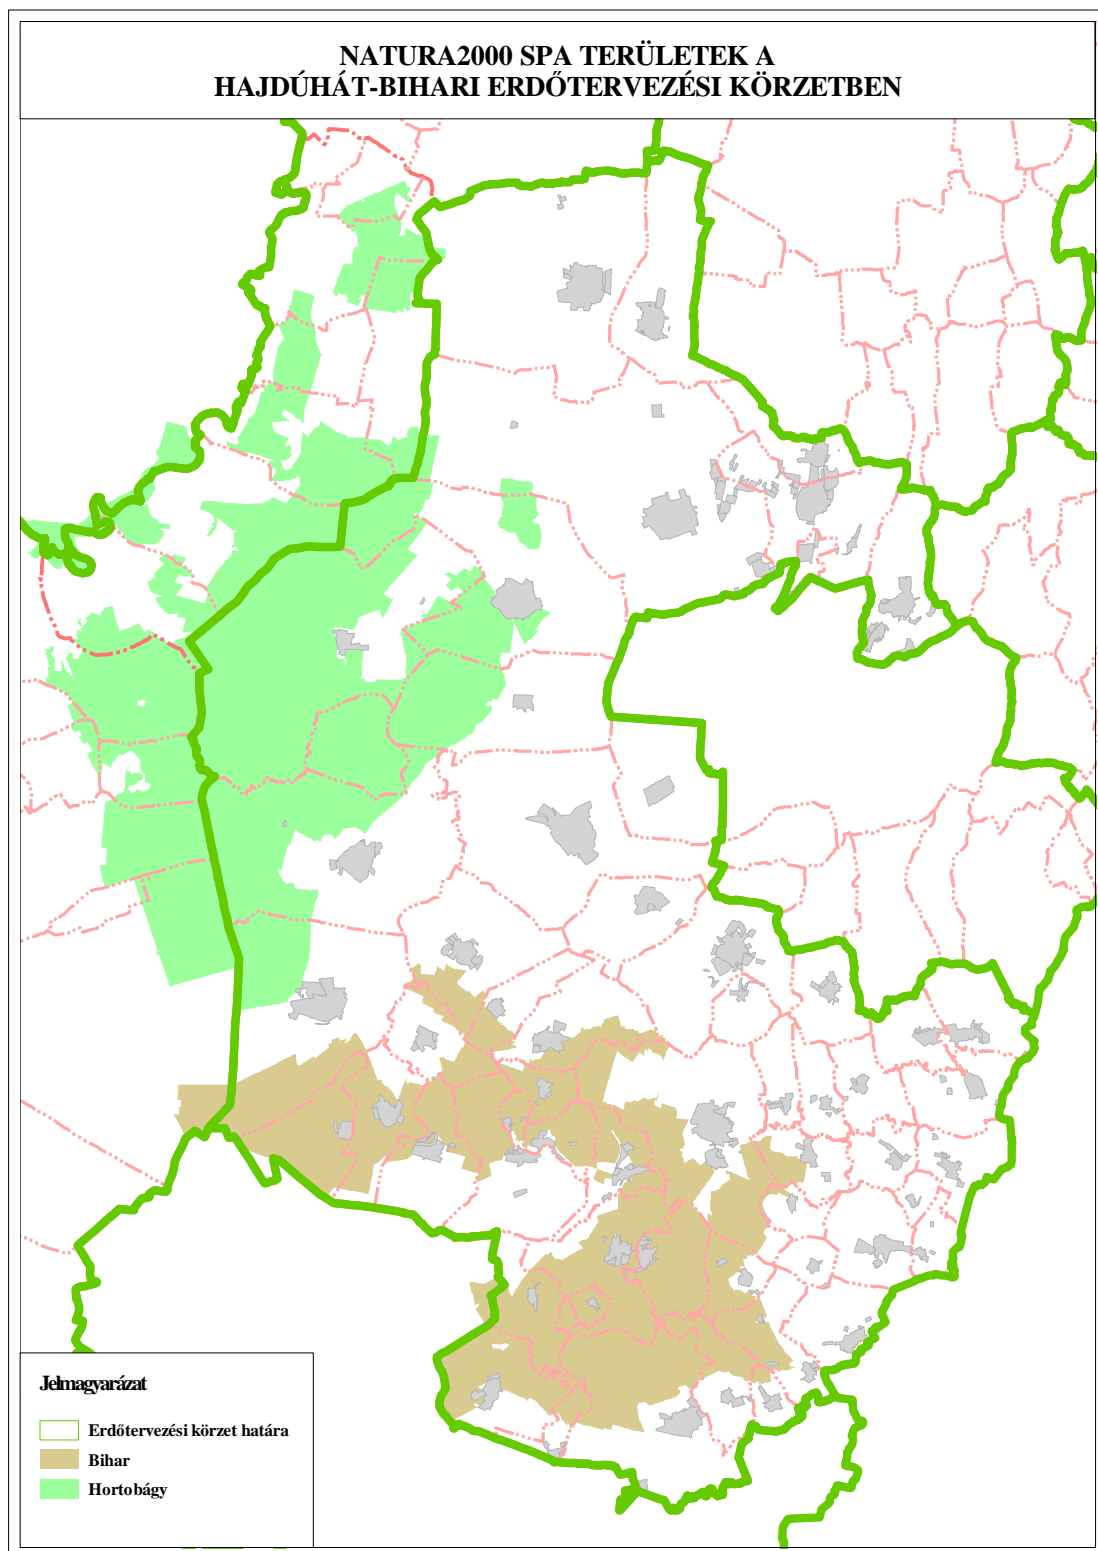 NATURA2000 SPA TERÜLETEK A
HAJDÚHÁT-BIHARI ERDŐTERVEZÉSI KÖRZETBEN
Jelmagyarázat
Erdőtervezési körzet határa
Bihar
Hortobágy